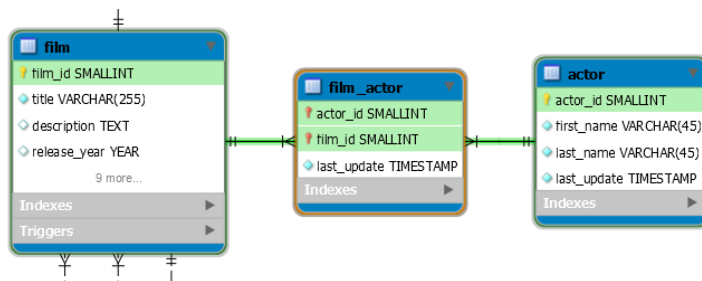 film
film_id SMALLINT
title VARCHAR(255)
description TEXT
release_year YEAR
9 more...
Indexes
Triggers
film_actor
actor_id SMALLINT
film_id SMALLINT
last_update TIMESTAMP
Indexes
actor
actor_id SMALLINT
first_name VARCHAR(45)
last_name VARCHAR(45)
last_update TIMESTAMP
Indexes